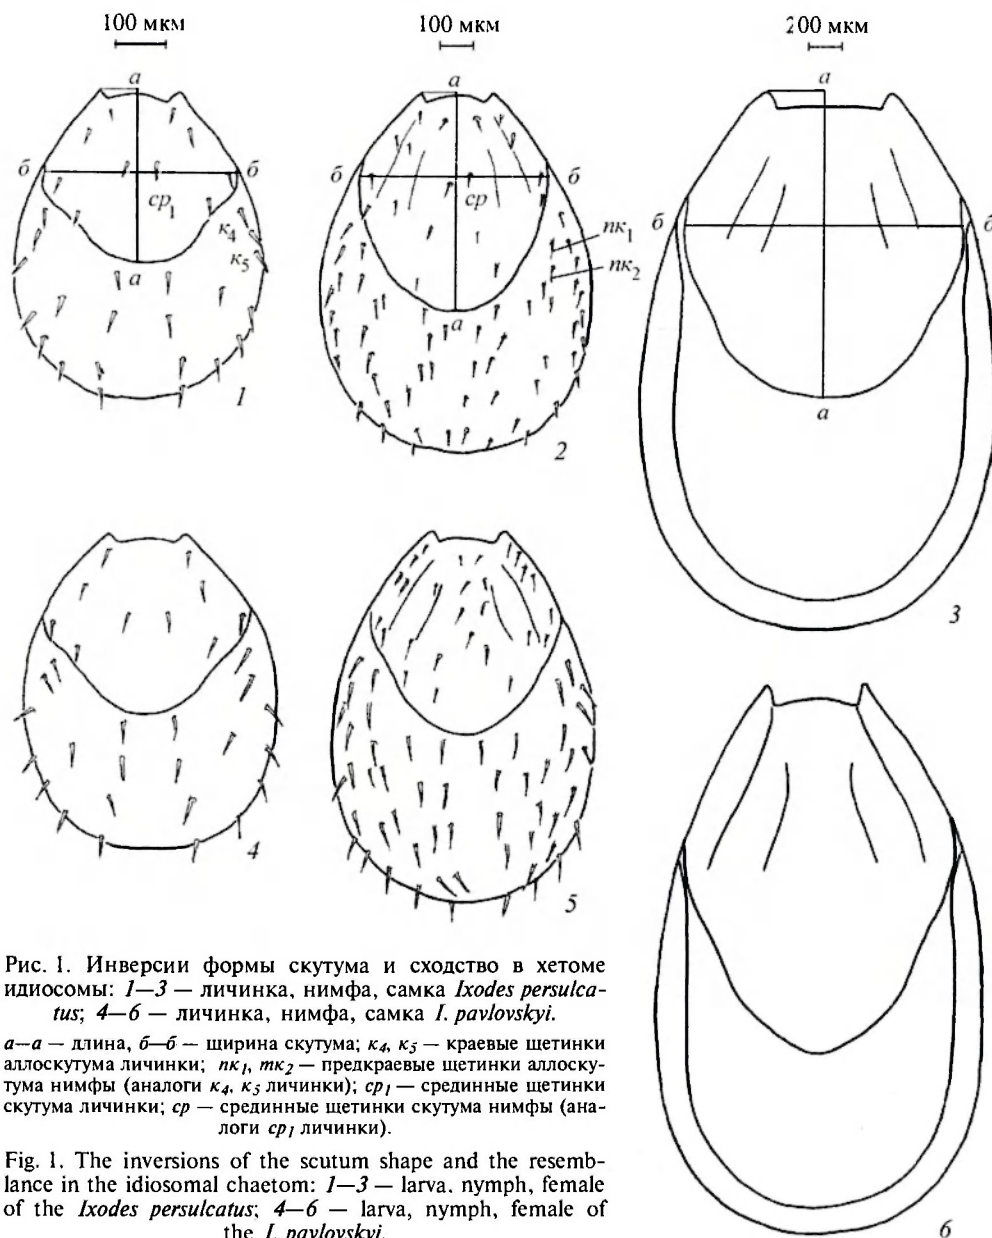 100 мкм
100 мкм
200 мкм
а
а
а
б
б
б
б
б
б
ср₁
к₄
к₅
ср
пк₁
пк₂
а
а
а
1
2
3
4
5
6
Рис. 1. Инверсии формы скутума и сходство в хетоме
идиосомы: 1—3 — личинка, нимфа, самка Ixodes persulca-
tus; 4—6 — личинка, нимфа, самка I. pavlovskyi.
а—а — длина, б—б — ширина скутума; к₄, к₅ — краевые щетинки
аллоскутума личинки; пк₁, тк₂ — предкраевые щетинки аллоску-
тума нимфы (аналоги к₄, к₅ личинки); ср₁ — срединные щетинки
скутума личинки; ср — срединные щетинки скутума нимфы (ана-
логи ср₁ личинки).
Fig. 1. The inversions of the scutum shape and the resemb-
lance in the idiosomal chaetom: 1—3 — larva, nymph, female
of the Ixodes persulcatus; 4—6 — larva, nymph, female of
the I. pavlovskyi.